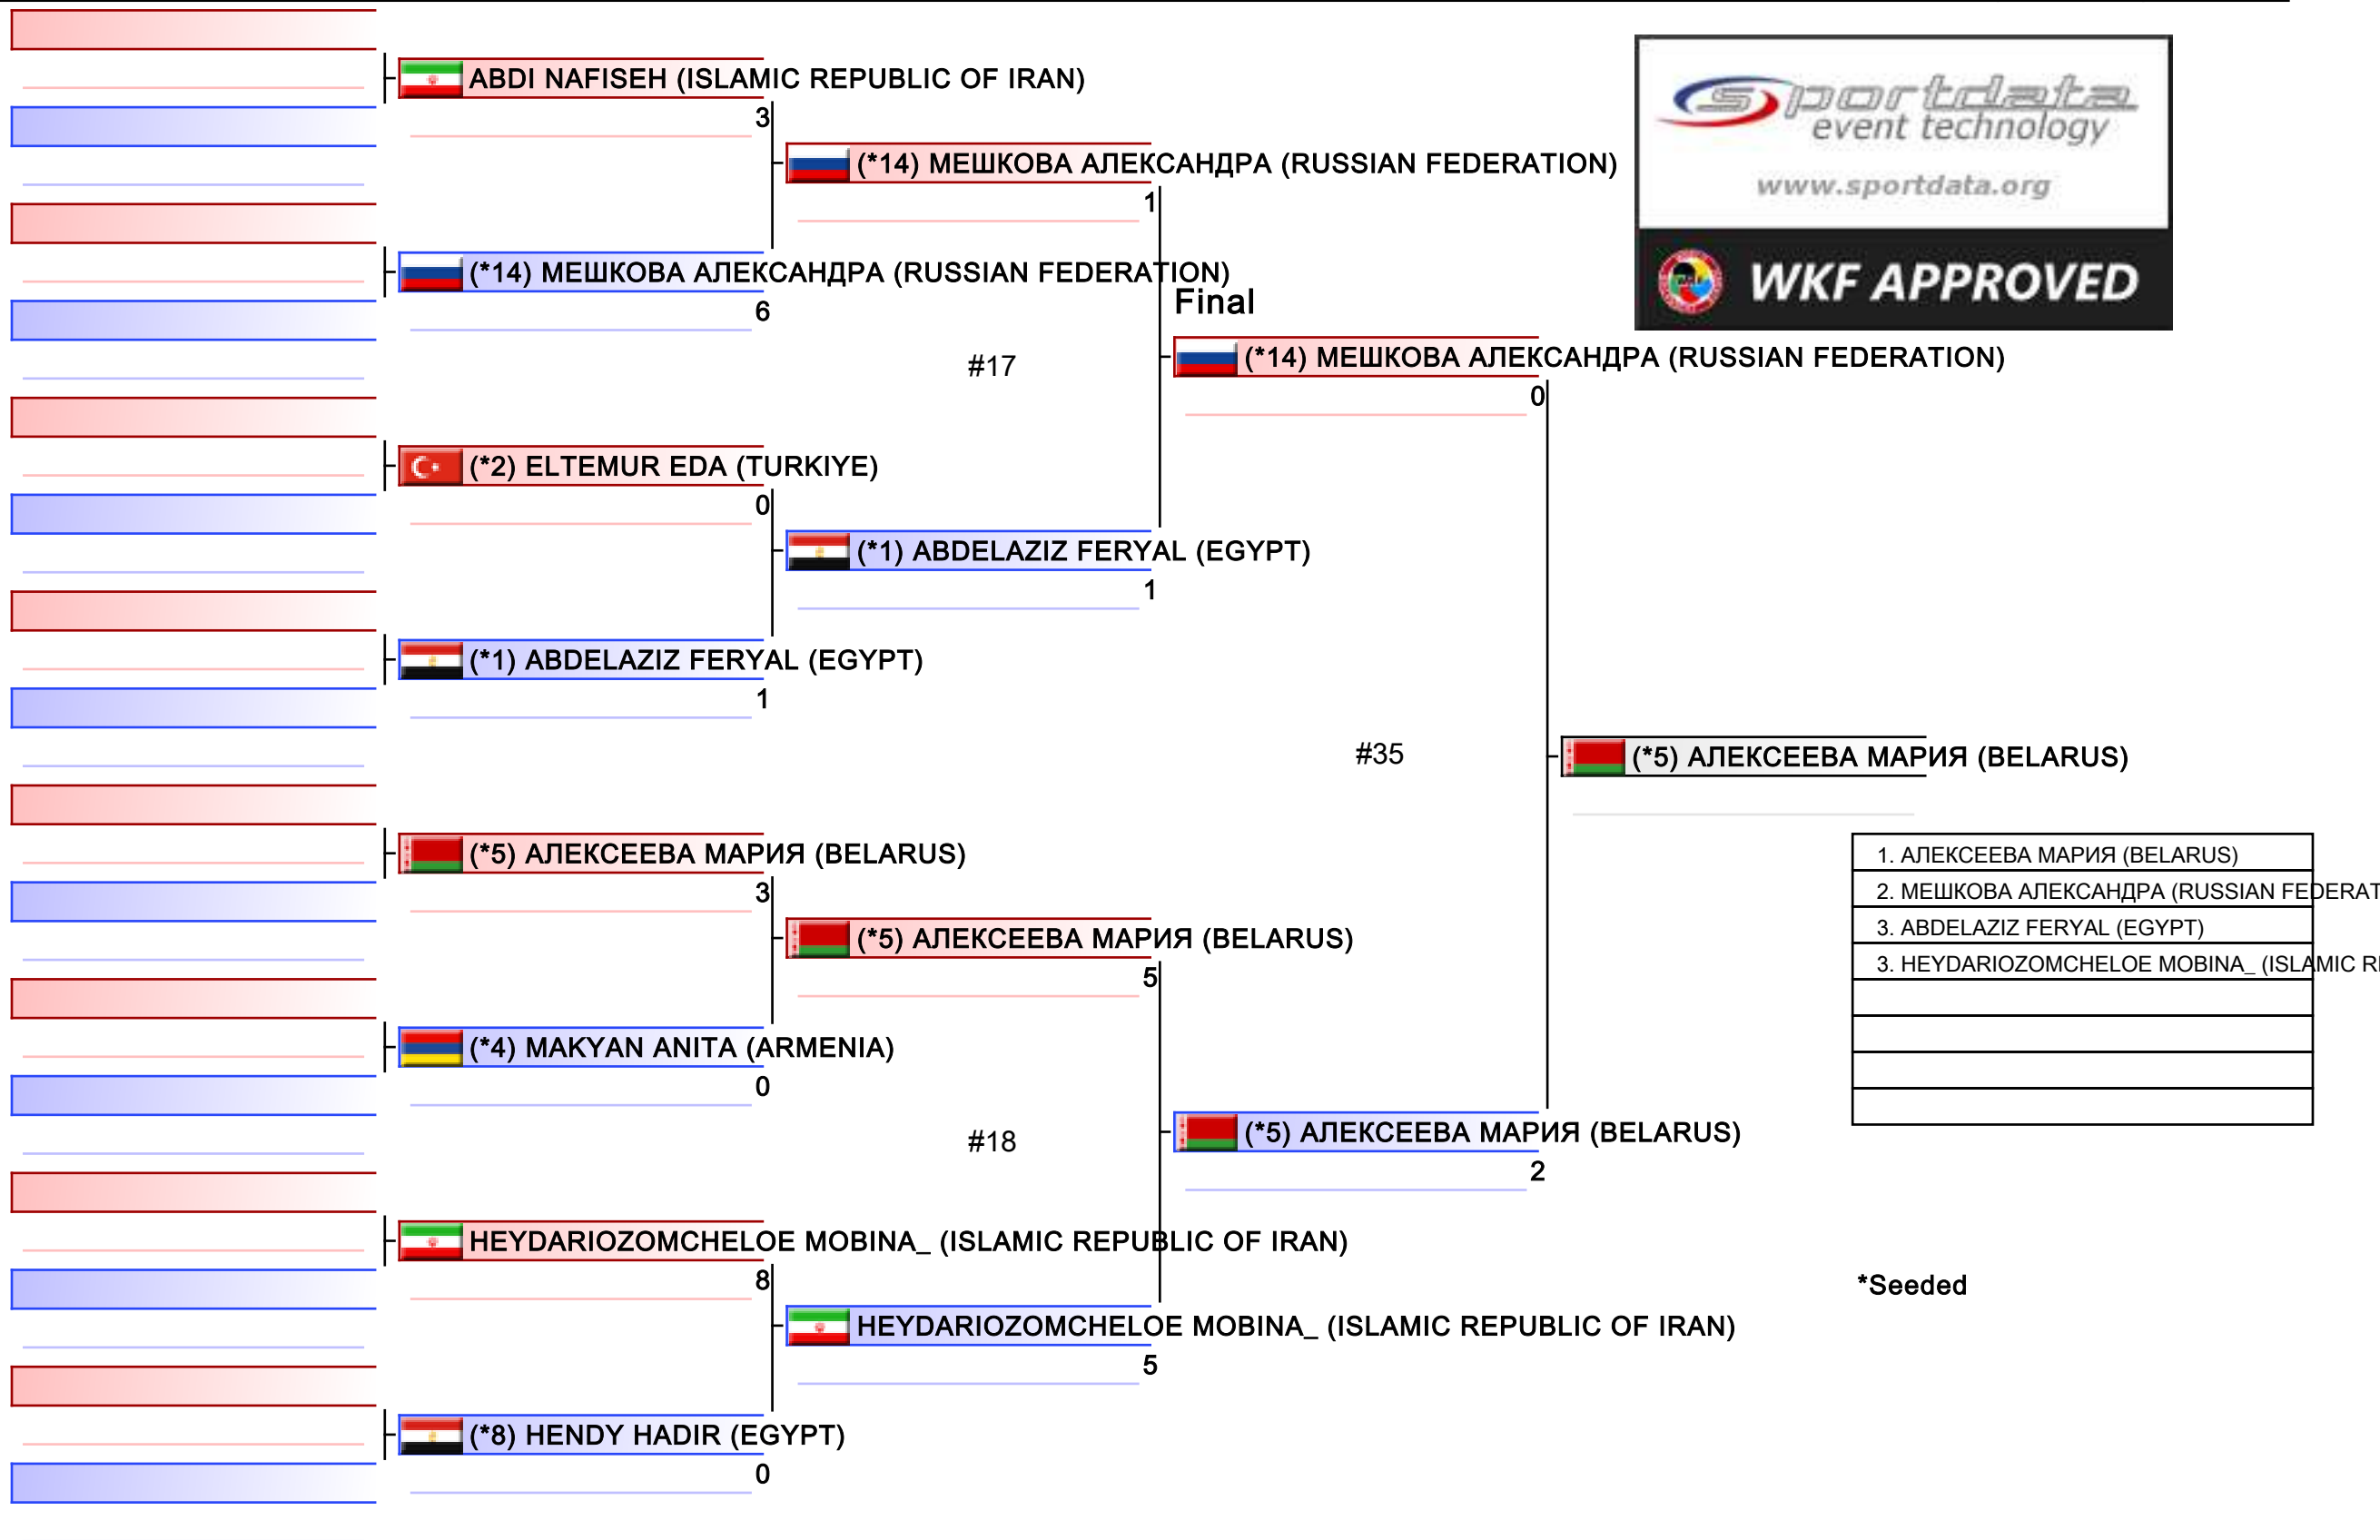 ABDI NAFISEH (ISLAMIC REPUBLIC OF IRAN)
3
(*14) МЕШКОВА АЛЕКСАНДРА (RUSSIAN FEDERATION)
1
(*14) МЕШКОВА АЛЕКСАНДРА (RUSSIAN FEDERATION)
6
sportdata
event technology
www.sportdata.org
WKF APPROVED
Final
#17
(*14) МЕШКОВА АЛЕКСАНДРА (RUSSIAN FEDERATION)
0
(*2) ELTEMUR EDA (TURKIYE)
0
(*1) ABDELAZIZ FERYAL (EGYPT)
1
(*1) ABDELAZIZ FERYAL (EGYPT)
1
#35
(*5) АЛЕКСЕЕВА МАРИЯ (BELARUS)
(*5) АЛЕКСЕЕВА МАРИЯ (BELARUS)
3
(*5) АЛЕКСЕЕВА МАРИЯ (BELARUS)
5
(*4) MAKYAN ANITA (ARMENIA)
0
#18
(*5) АЛЕКСЕЕВА МАРИЯ (BELARUS)
2
HEYDARIOZOMCHELOE MOBINA_ (ISLAMIC REPUBLIC OF IRAN)
8
HEYDARIOZOMCHELOE MOBINA_ (ISLAMIC REPUBLIC OF IRAN)
5
(*8) HENDY HADIR (EGYPT)
0
1. АЛЕКСЕЕВА МАРИЯ (BELARUS)
2. МЕШКОВА АЛЕКСАНДРА (RUSSIAN FEDERAT
3. ABDELAZIZ FERYAL (EGYPT)
3. HEYDARIOZOMCHELOE MOBINA_ (ISLAMIC R
*Seeded